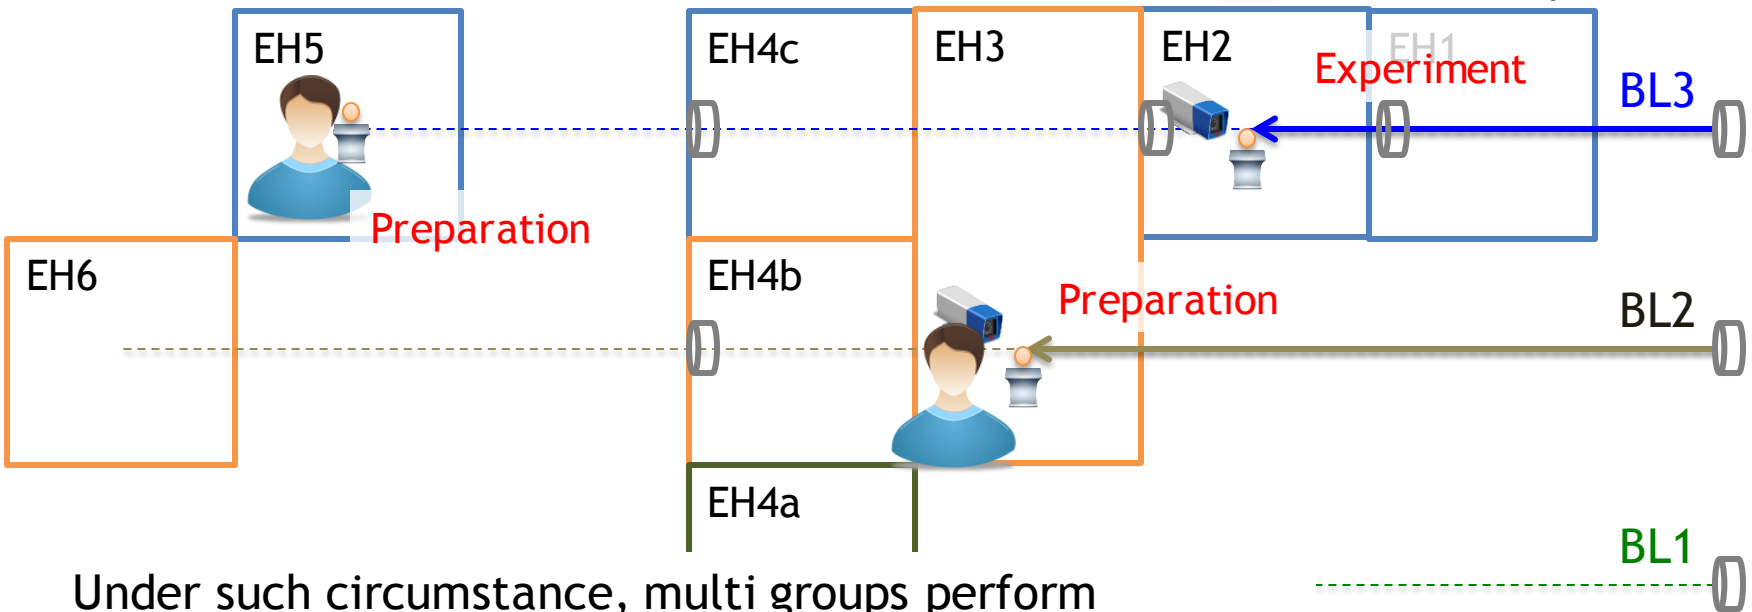 EH5
EH4c
EH3
EH2
EH1
Experiment
BL3
Preparation
EH6
EH4b
Preparation
BL2
EH4a
BL1
Under such circumstance, multi groups perform